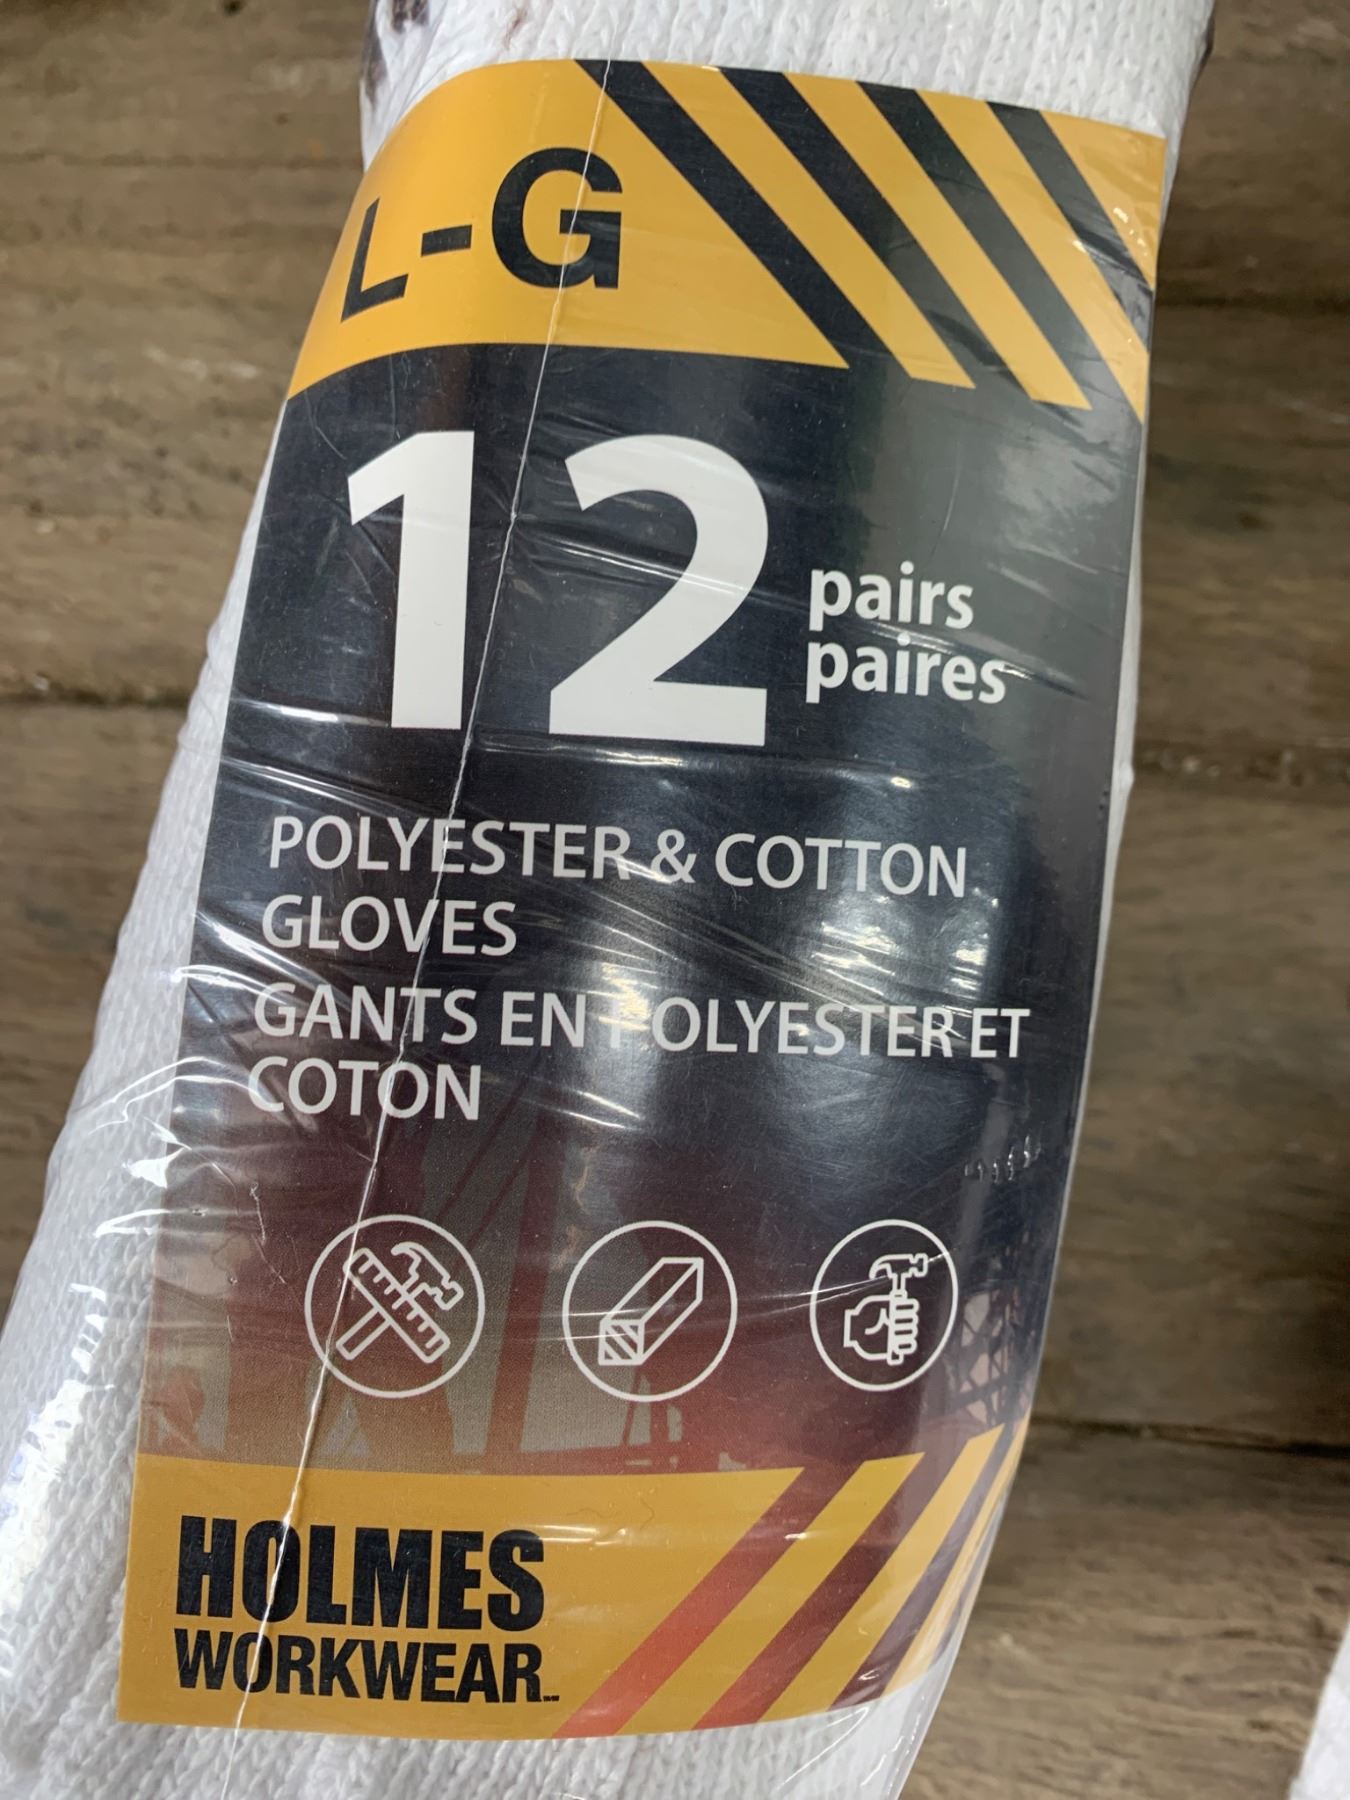 L-G
12
pairs
paires
POLYESTER & COTTON
GLOVES
GANTS EN POLYESTER ET
COTON
HOLMES
WORKWEAR